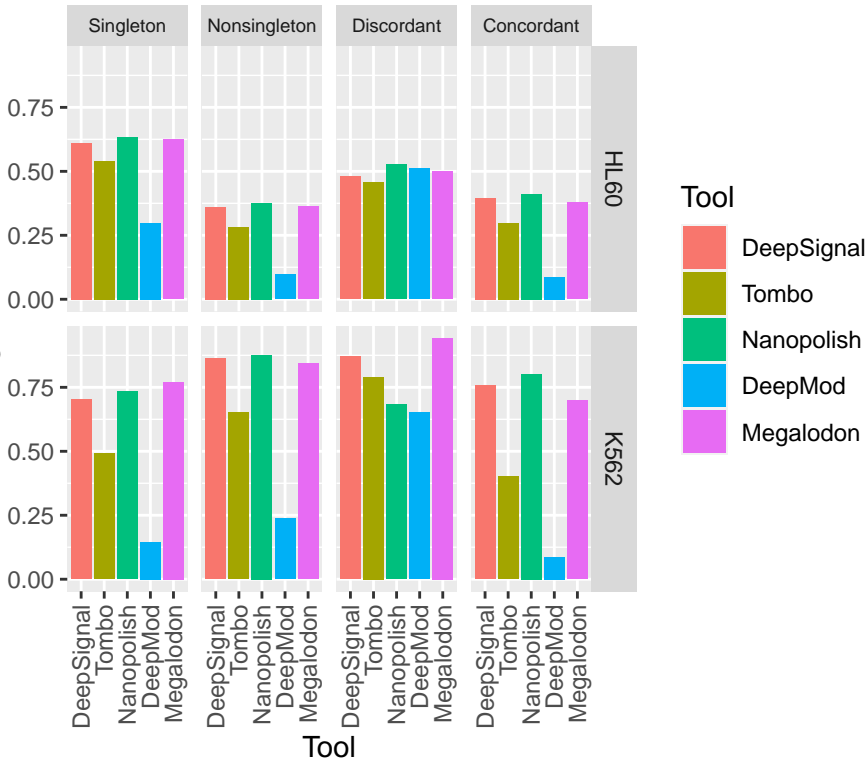 Singleton Nonsingleton Discordant Concordant
0.75
0.50
0.25
0.00
HL60
0.75
0.50
0.25
0.00
K562
DeepSignal
Tombo
Nanopolish
DeepMod
Megalodon
DeepSignal
Tombo
Nanopolish
DeepMod
Megalodon
DeepSignal
Tombo
Nanopolish
DeepMod
Megalodon
DeepSignal
Tombo
Nanopolish
DeepMod
Megalodon
Tool
Tool
DeepSignal
Tombo
Nanopolish
DeepMod
Megalodon